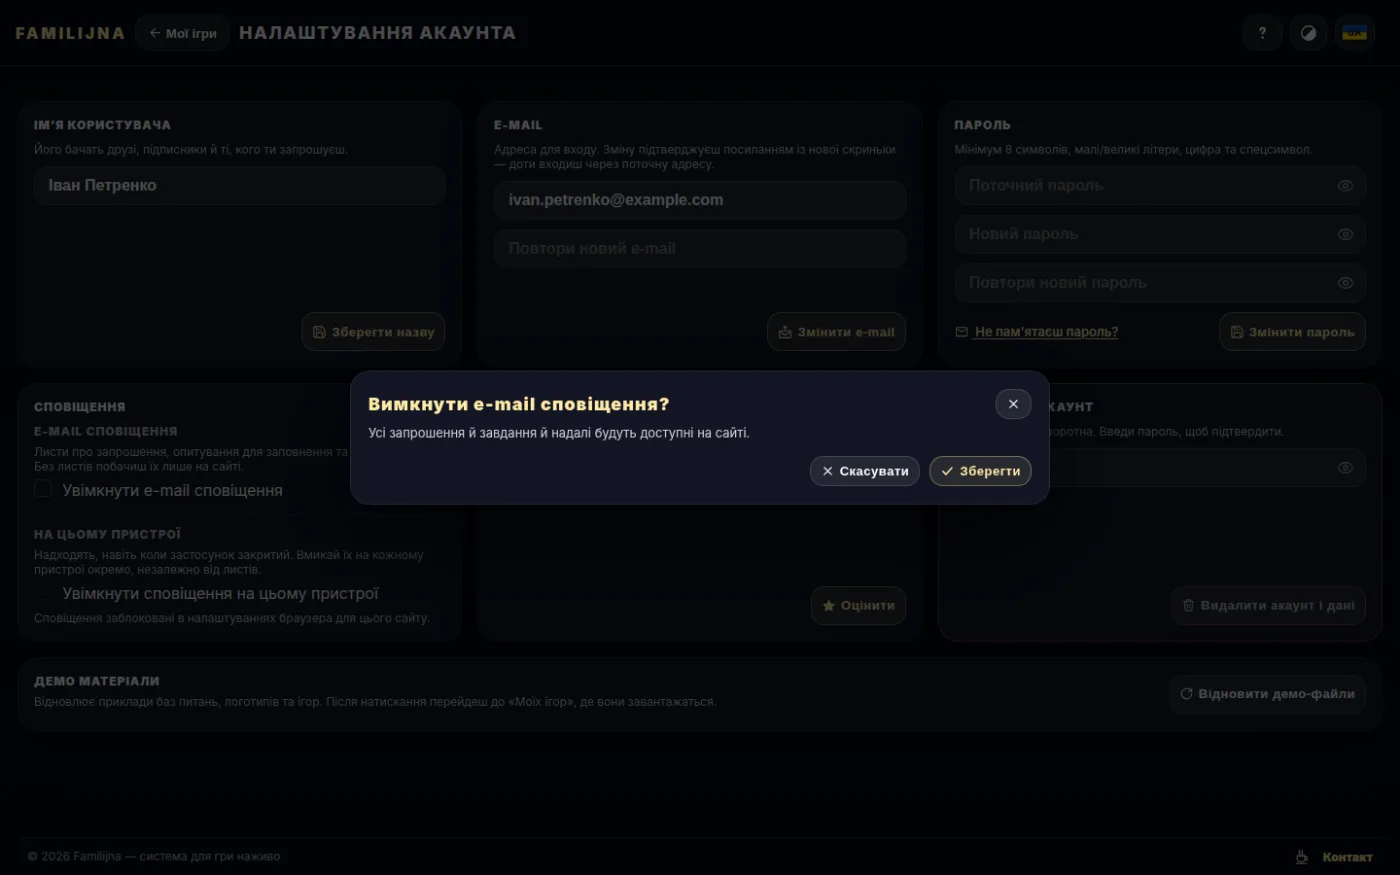 FAMILIJNA
← Мої ігри
НАЛАШТУВАННЯ АКАУНТА
?
ІМ'Я КОРИСТУВАЧА
Його бачать друзі, підписники й ті, кого ти запрошуєш.
Іван Петренко
Зберегти назву
E-MAIL
Адреса для входу. Зміну підтверджуєш посиланням із нової скриньки
— доти входиш через поточну адресу.
ivan.petrenko@example.com
Повтори новий e-mail
Змінити e-mail
ПАРОЛЬ
Мінімум 8 символів, малі/великі літери, цифра та спецсимвол.
Поточний пароль
Новий пароль
Повтори новий пароль
Не пам'ятаєш пароль?
Змінити пароль
Вимкнути e-mail сповіщення?
Усі запрошення й завдання й надалі будуть доступні на сайті.
Скасувати
Зберегти
СПОВІЩЕННЯ
E-MAIL СПОВІЩЕННЯ
Листи про запрошення, опитування для заповнення та
Без листів побачиш їх лише на сайті.
Увімкнути e-mail сповіщення
НА ЦЬОМУ ПРИСТРОЇ
Надходять, навіть коли застосунок закритий. Вмикай їх на кожному
пристрої окремо, незалежно від листів.
Увімкнути сповіщення на цьому пристрої
Сповіщення заблоковані в налаштуваннях браузера для цього сайту.
Оцінити
Введи пароль, щоб підтвердити.
Видалити акаунт і дані
ДЕМО МАТЕРІАЛИ
Відновлює приклади баз питань, логотипів та ігор. Після натискання перейдеш до «Моїх ігор», де вони завантажаться.
Відновити демо-файли
© 2026 Familijna — система для гри наживо
Контакт